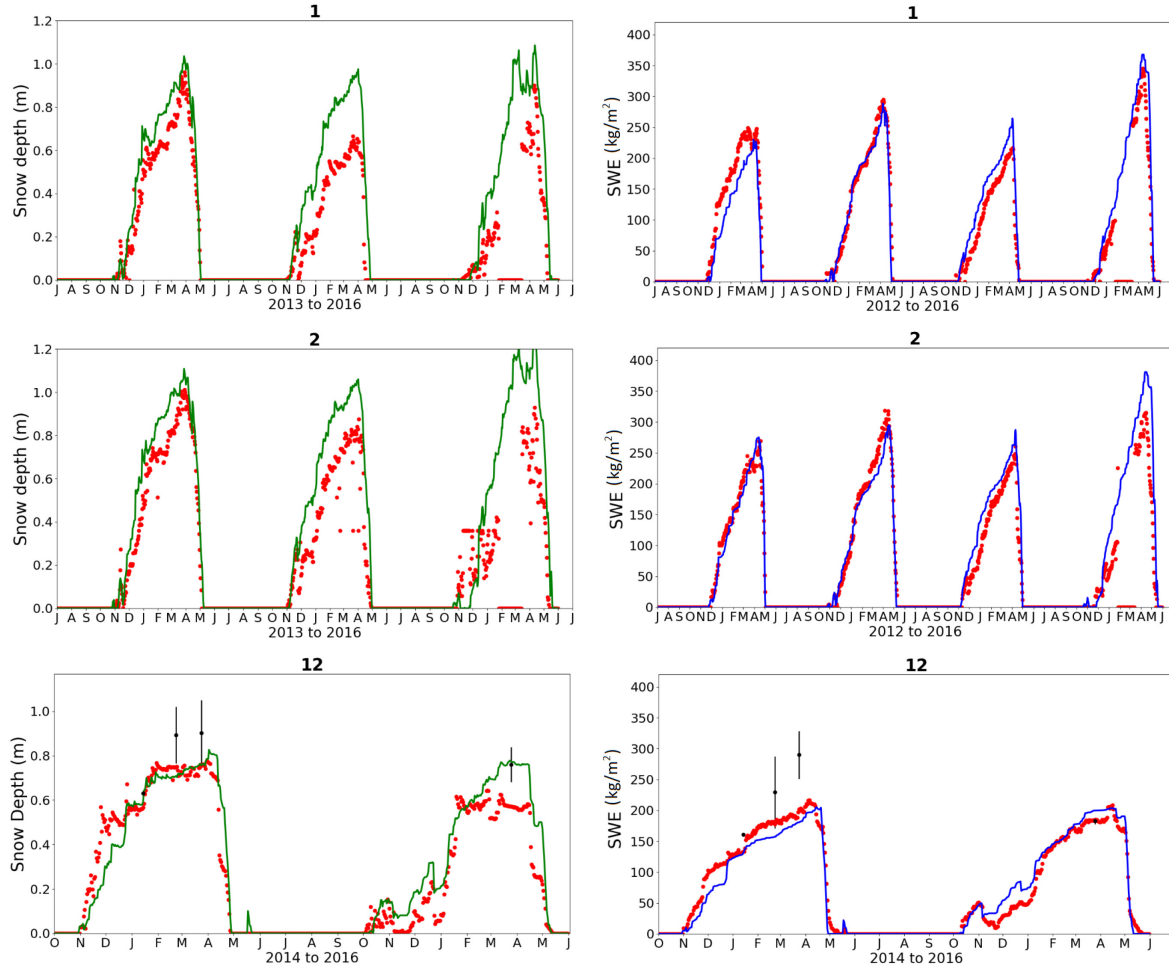 1
Snow depth (m)
1.2
1.0
0.8
0.6
0.4
0.2
0.0
J A S O N D J F M A M J J A S O N D J F M A M J J A S O N D J F M A M J J
2013 to 2016
1
SWE (kg/m²)
400
350
300
250
200
150
100
50
0
J A S O N D J F M A M J J A S O N D J F M A M J J A S O N D J F M A M J J A S O N D J F M A M J
2012 to 2016
2
Snow depth (m)
1.2
1.0
0.8
0.6
0.4
0.2
0.0
J A S O N D J F M A M J J A S O N D J F M A M J J A S O N D J F M A M J J
2013 to 2016
2
SWE (kg/m²)
400
350
300
250
200
150
100
50
0
J A S O N D J F M A M J J A S O N D J F M A M J J A S O N D J F M A M J J A S O N D J F M A M J
2012 to 2016
12
Snow Depth (m)
1.0
0.8
0.6
0.4
0.2
0.0
O N D J F M A M J J A S O N D J F M A M J
2014 to 2016
12
SWE (kg/m²)
400
350
300
250
200
150
100
50
0
O N D J F M A M J J A S O N D J F M A M J
2014 to 2016